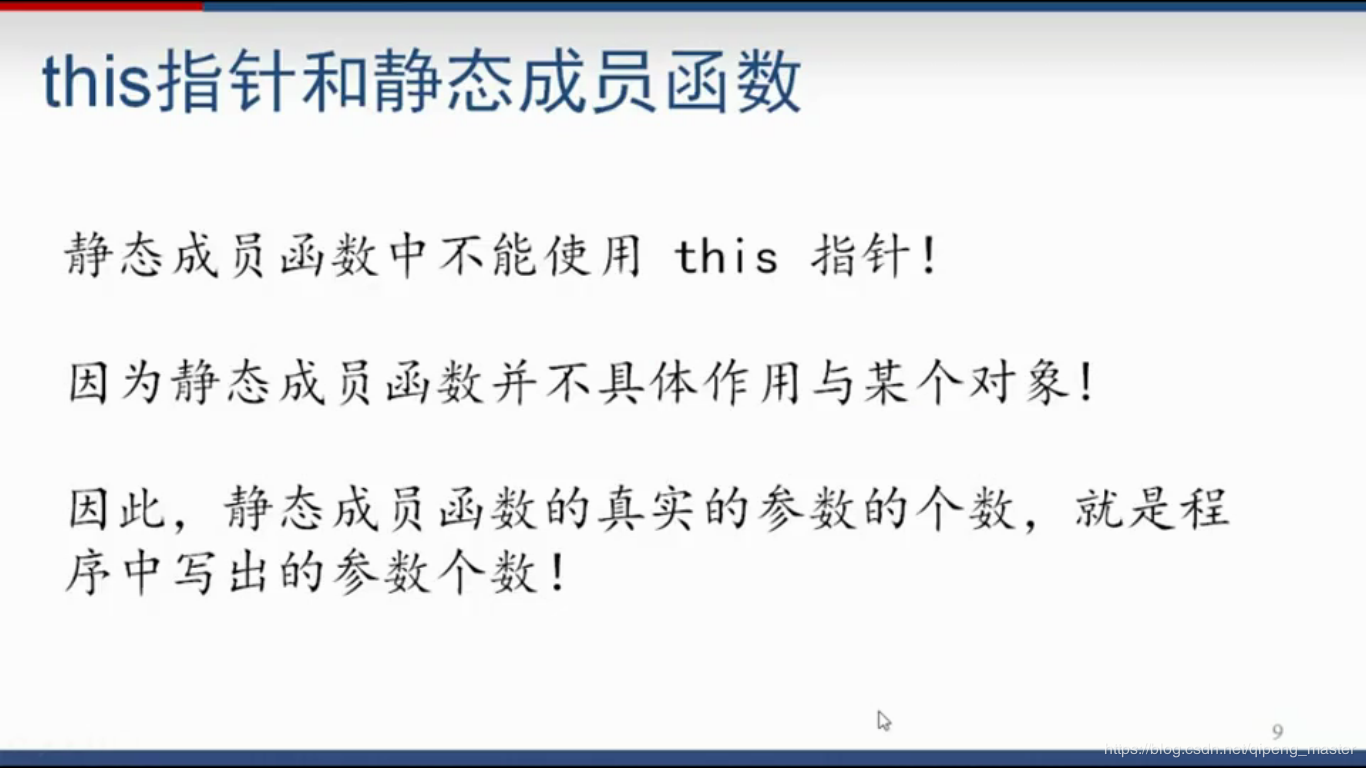 this指针和静态成员函数
静态成员函数中不能使用 this 指针！
因为静态成员函数并不具体作用与某个对象！
因此，静态成员函数的真实的参数的个数，就是程
序中写出的参数个数！
9
https://blog.csdn.net/qipeng_master